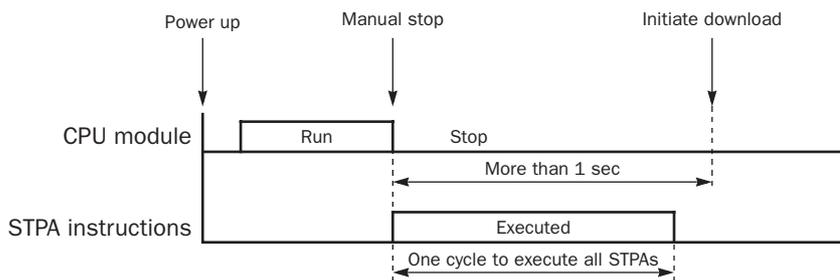 Power up
Manual stop
Initiate download
CPU module
Run
Stop
More than 1 sec
STPA instructions
Executed
One cycle to execute all STPAs